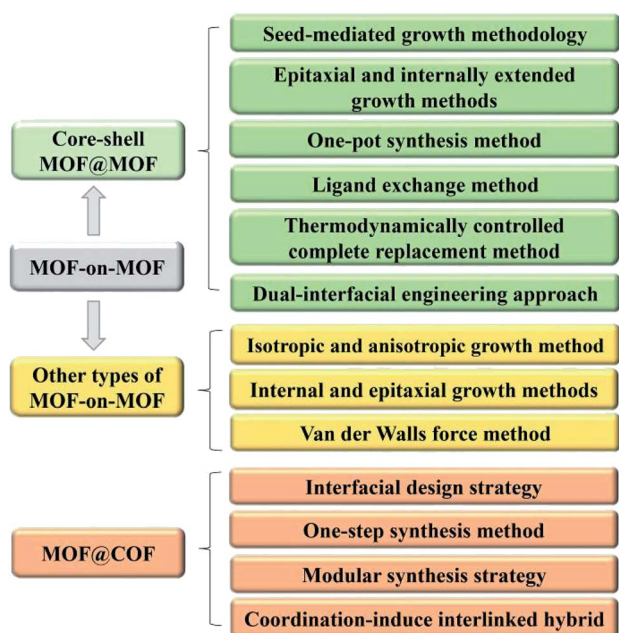 Seed-mediated growth methodology
Epitaxial and internally extended
growth methods
Core-shell
MOF@MOF
One-pot synthesis method
Ligand exchange method
Thermodynamically controlled
complete replacement method
MOF-on-MOF
Dual-interfacial engineering approach
Isotropic and anisotropic growth method
Other types of
MOF-on-MOF
Internal and epitaxial growth methods
Van der Walls force method
Interfacial design strategy
One-step synthesis method
MOF@COF
Modular synthesis strategy
Coordination-induce interlinked hybrid